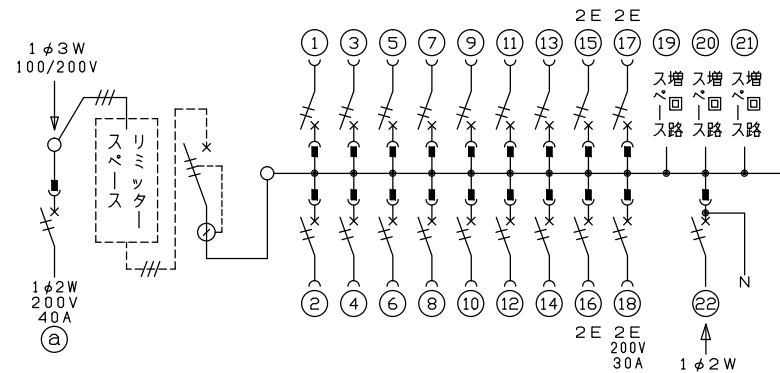 2E 2E
1 3 5 7 9 11 13 15 17 19 20 21
1φ3W
100/200V
リミッター
スペース
増回路
スペース
増回路
スペース
増回路
スペース
N
1φ2W
200V
40A
a
2 4 6 8 10 12 14 16 18 22
2E 2E
200V
30A
1φ2W